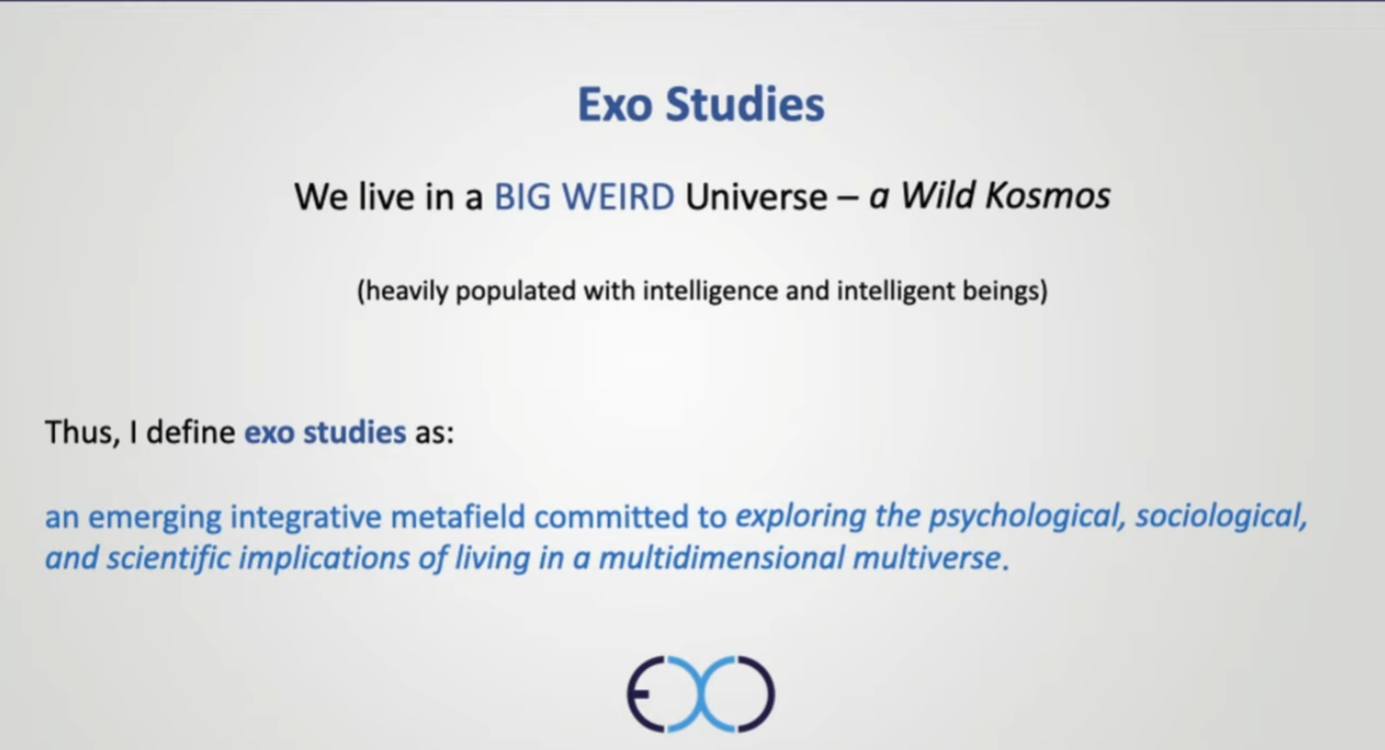 Exo Studies
We live in a BIG WEIRD Universe – a Wild Kosmos
(heavily populated with intelligence and intelligent beings)
Thus, I define exo studies as:
an emerging integrative metafield committed to exploring the psychological, sociological,
and scientific implications of living in a multidimensional multiverse.
EXO